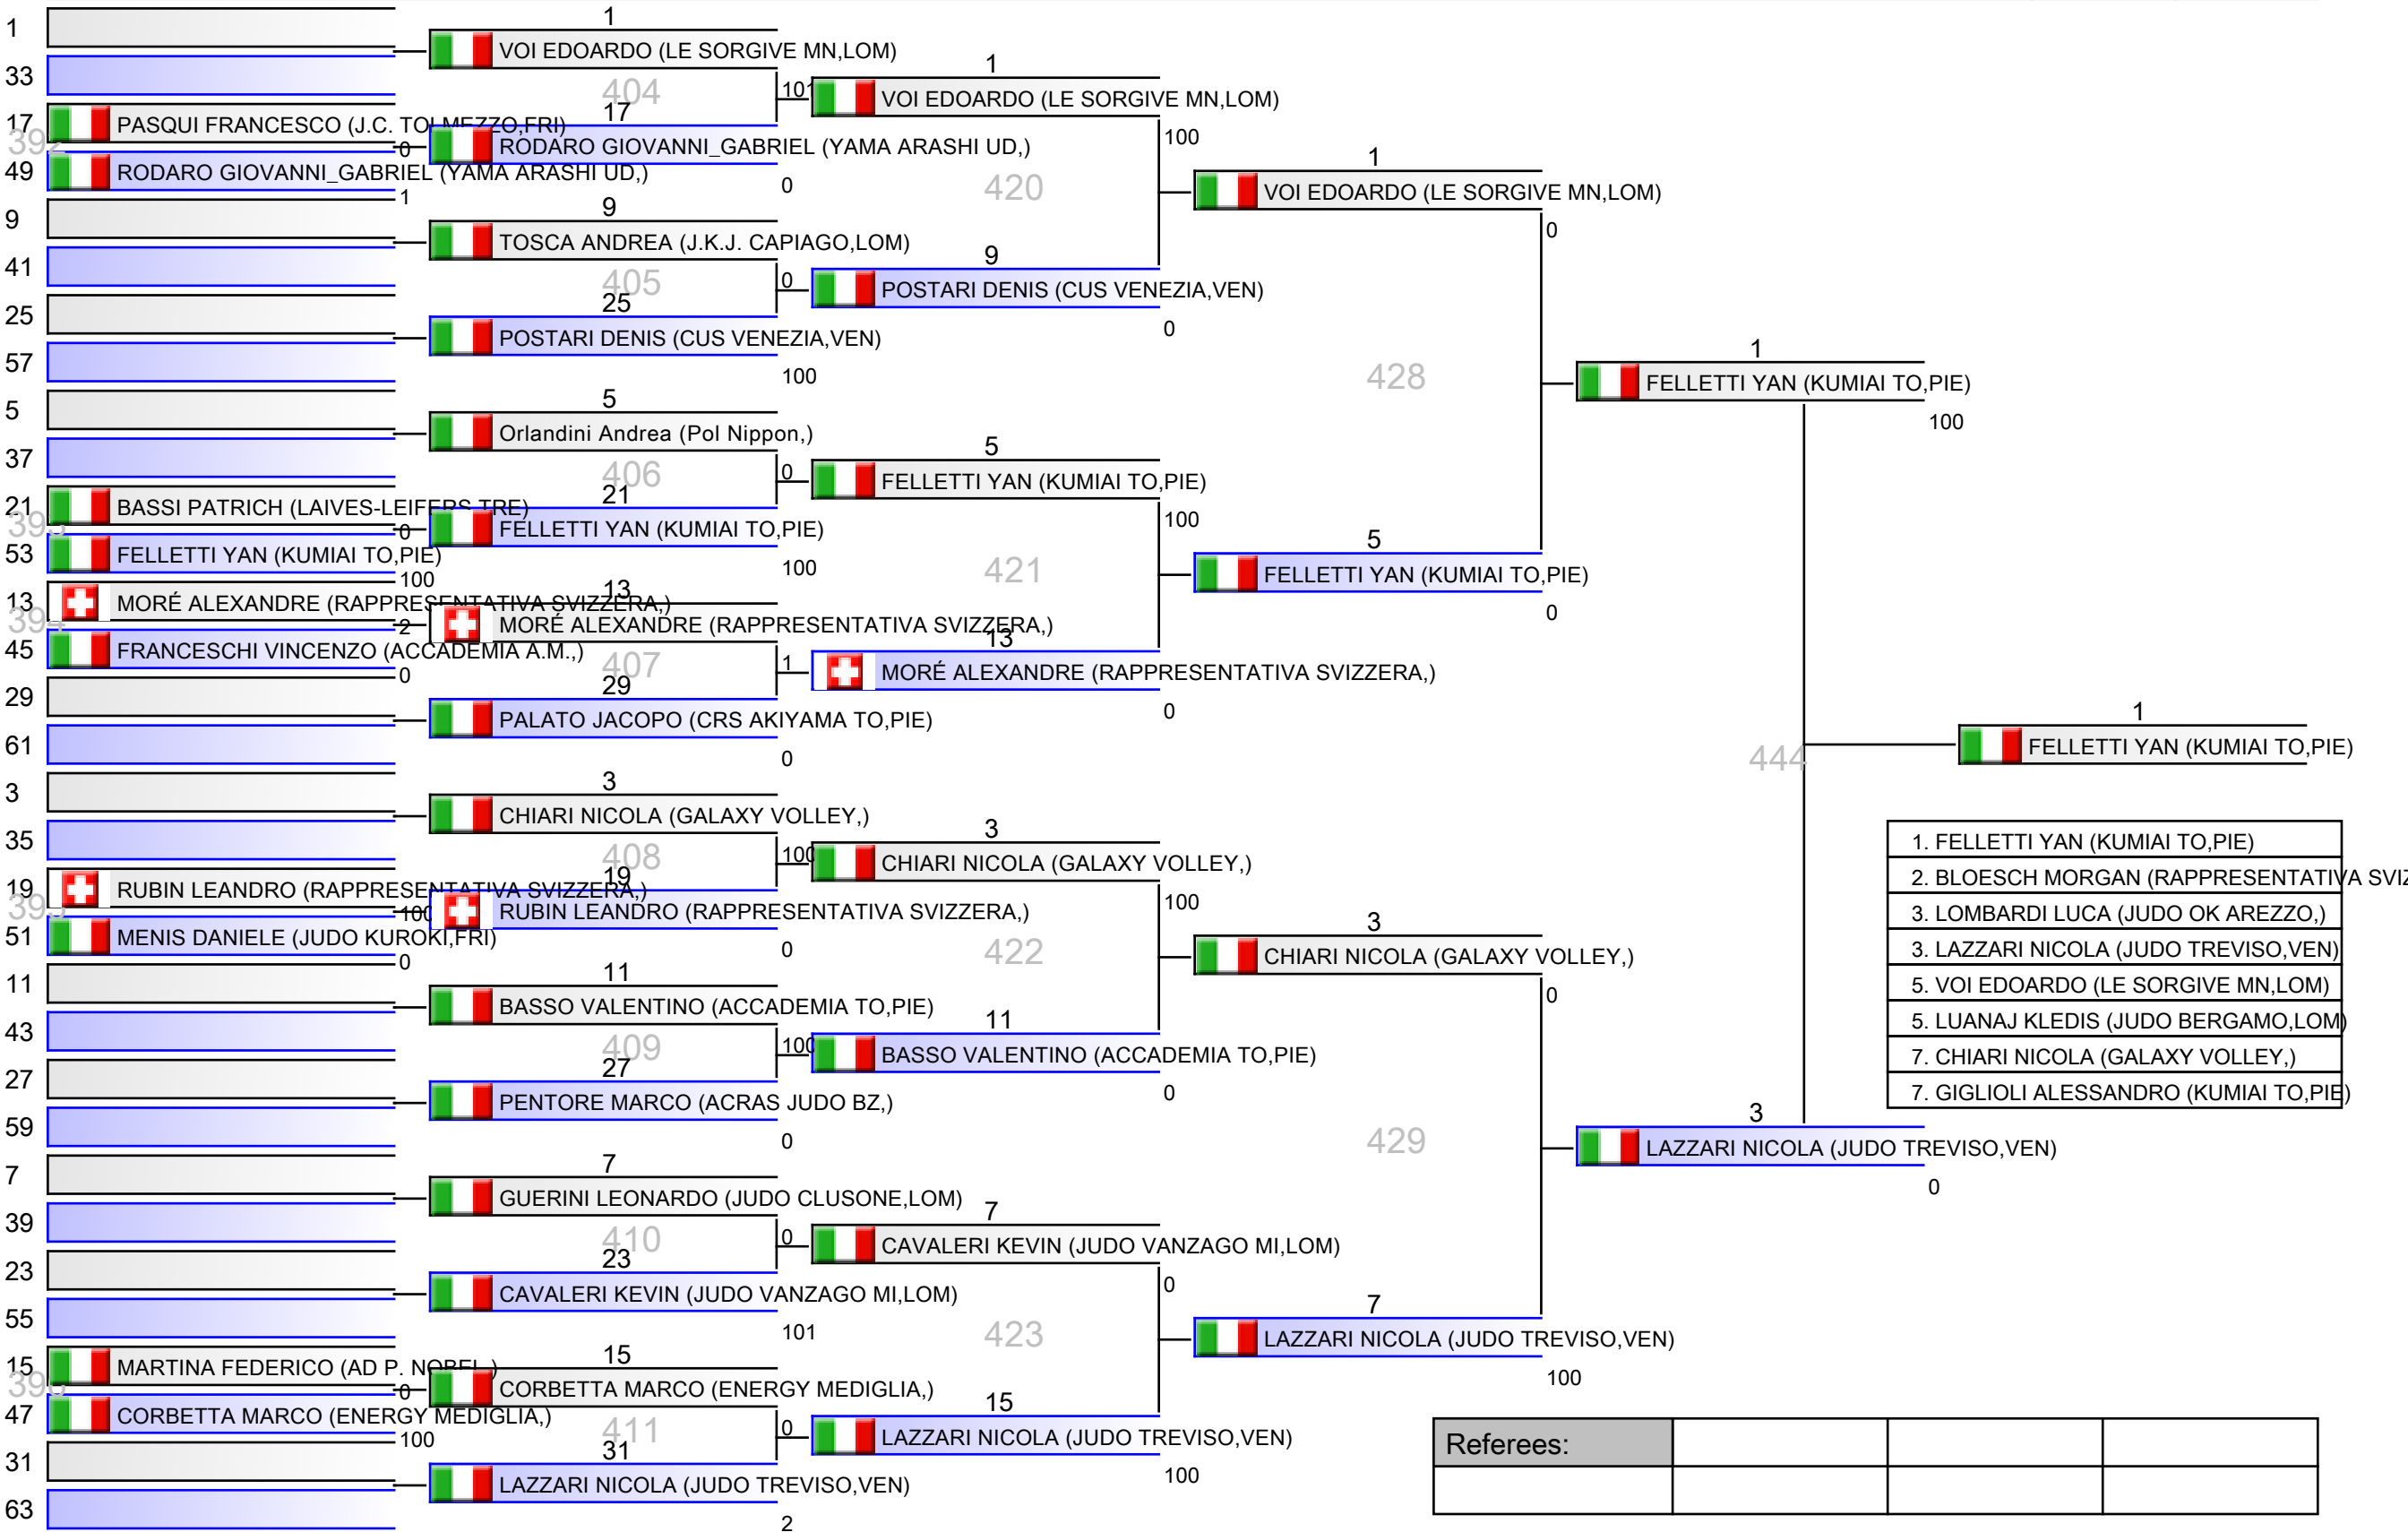 1
33
17 PASQUI FRANCESCO (J.C. TOLMEZZO,FRI)
0
49 RODARO GIOVANNI_GABRIEL (YAMA ARASHI UD,)
1
9
41
25
57
5
37
21 BASSI PATRICH (LAIVES-LEIFERS,TRE)
0
53 FELLETTI YAN (KUMIAI TO,PIE)
100
13 MORÉ ALEXANDRE (RAPPRESENTATIVA SVIZZERA,)
394
2
45 FRANCESCHI VINCENZO (ACCADEMIA A.M.,)
0
29
61
3
35
19 RUBIN LEANDRO (RAPPRESENTATIVA SVIZZERA,)
100
51 MENIS DANIELE (JUDO KUROKI,FRI)
0
11
43
27
59
7
39
23
55
15 MARTINA FEDERICO (AD P. NOBEL,)
0
47 CORBETTA MARCO (ENERGY MEDIGLIA,)
100
31
63
1
VOI EDOARDO (LE SORGIVE MN,LOM)
404
101
17
RODARO GIOVANNI_GABRIEL (YAMA ARASHI UD,)
0
9
TOSCA ANDREA (J.K.J. CAPIAGO,LOM)
405
0
25
POSTARI DENIS (CUS VENEZIA,VEN)
100
5
Orlandini Andrea (Pol Nippon,)
406
0
21
FELLETTI YAN (KUMIAI TO,PIE)
100
13
MORÉ ALEXANDRE (RAPPRESENTATIVA SVIZZERA,)
407
1
29
PALATO JACOPO (CRS AKIYAMA TO,PIE)
0
3
CHIARI NICOLA (GALAXY VOLLEY,)
408
100
19
RUBIN LEANDRO (RAPPRESENTATIVA SVIZZERA,)
0
11
BASSO VALENTINO (ACCADEMIA TO,PIE)
409
100
27
PENTORE MARCO (ACRAS JUDO BZ,)
0
7
GUERINI LEONARDO (JUDO CLUSONE,LOM)
410
0
23
CAVALERI KEVIN (JUDO VANZAGO MI,LOM)
101
15
CORBETTA MARCO (ENERGY MEDIGLIA,)
411
0
31
LAZZARI NICOLA (JUDO TREVISO,VEN)
2
1
VOI EDOARDO (LE SORGIVE MN,LOM)
100
420
9
POSTARI DENIS (CUS VENEZIA,VEN)
0
5
FELLETTI YAN (KUMIAI TO,PIE)
100
421
13
MORÉ ALEXANDRE (RAPPRESENTATIVA SVIZZERA,)
0
3
CHIARI NICOLA (GALAXY VOLLEY,)
100
422
11
BASSO VALENTINO (ACCADEMIA TO,PIE)
0
7
CAVALERI KEVIN (JUDO VANZAGO MI,LOM)
0
423
15
LAZZARI NICOLA (JUDO TREVISO,VEN)
100
1
VOI EDOARDO (LE SORGIVE MN,LOM)
0
428
5
FELLETTI YAN (KUMIAI TO,PIE)
0
3
CHIARI NICOLA (GALAXY VOLLEY,)
0
429
7
LAZZARI NICOLA (JUDO TREVISO,VEN)
100
1
FELLETTI YAN (KUMIAI TO,PIE)
100
444
3
LAZZARI NICOLA (JUDO TREVISO,VEN)
0
1
FELLETTI YAN (KUMIAI TO,PIE)
1. FELLETTI YAN (KUMIAI TO,PIE)
2. BLOESCH MORGAN (RAPPRESENTATIVA
3. LOMBARDI LUCA (JUDO OK AREZZO,)
3. LAZZARI NICOLA (JUDO TREVISO,VEN)
5. VOI EDOARDO (LE SORGIVE MN,LOM)
5. LUANAJ KLEDIS (JUDO BERGAMO,LOM)
7. CHIARI NICOLA (GALAXY VOLLEY,)
7. GIGLIOLI ALESSANDRO (KUMIAI TO,PIE)
Referees: